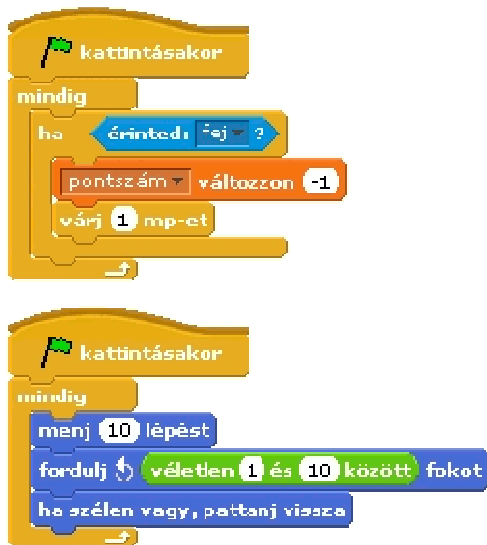 kattintásakor
mindig
ha érinted: fej ?
pontszám változzon -1
várj 1 mp-et
kattintásakor
mindig
menj 10 lépést
fordulj véletlen 1 és 10 között fokot
ha szélen vagy, pattanj vissza